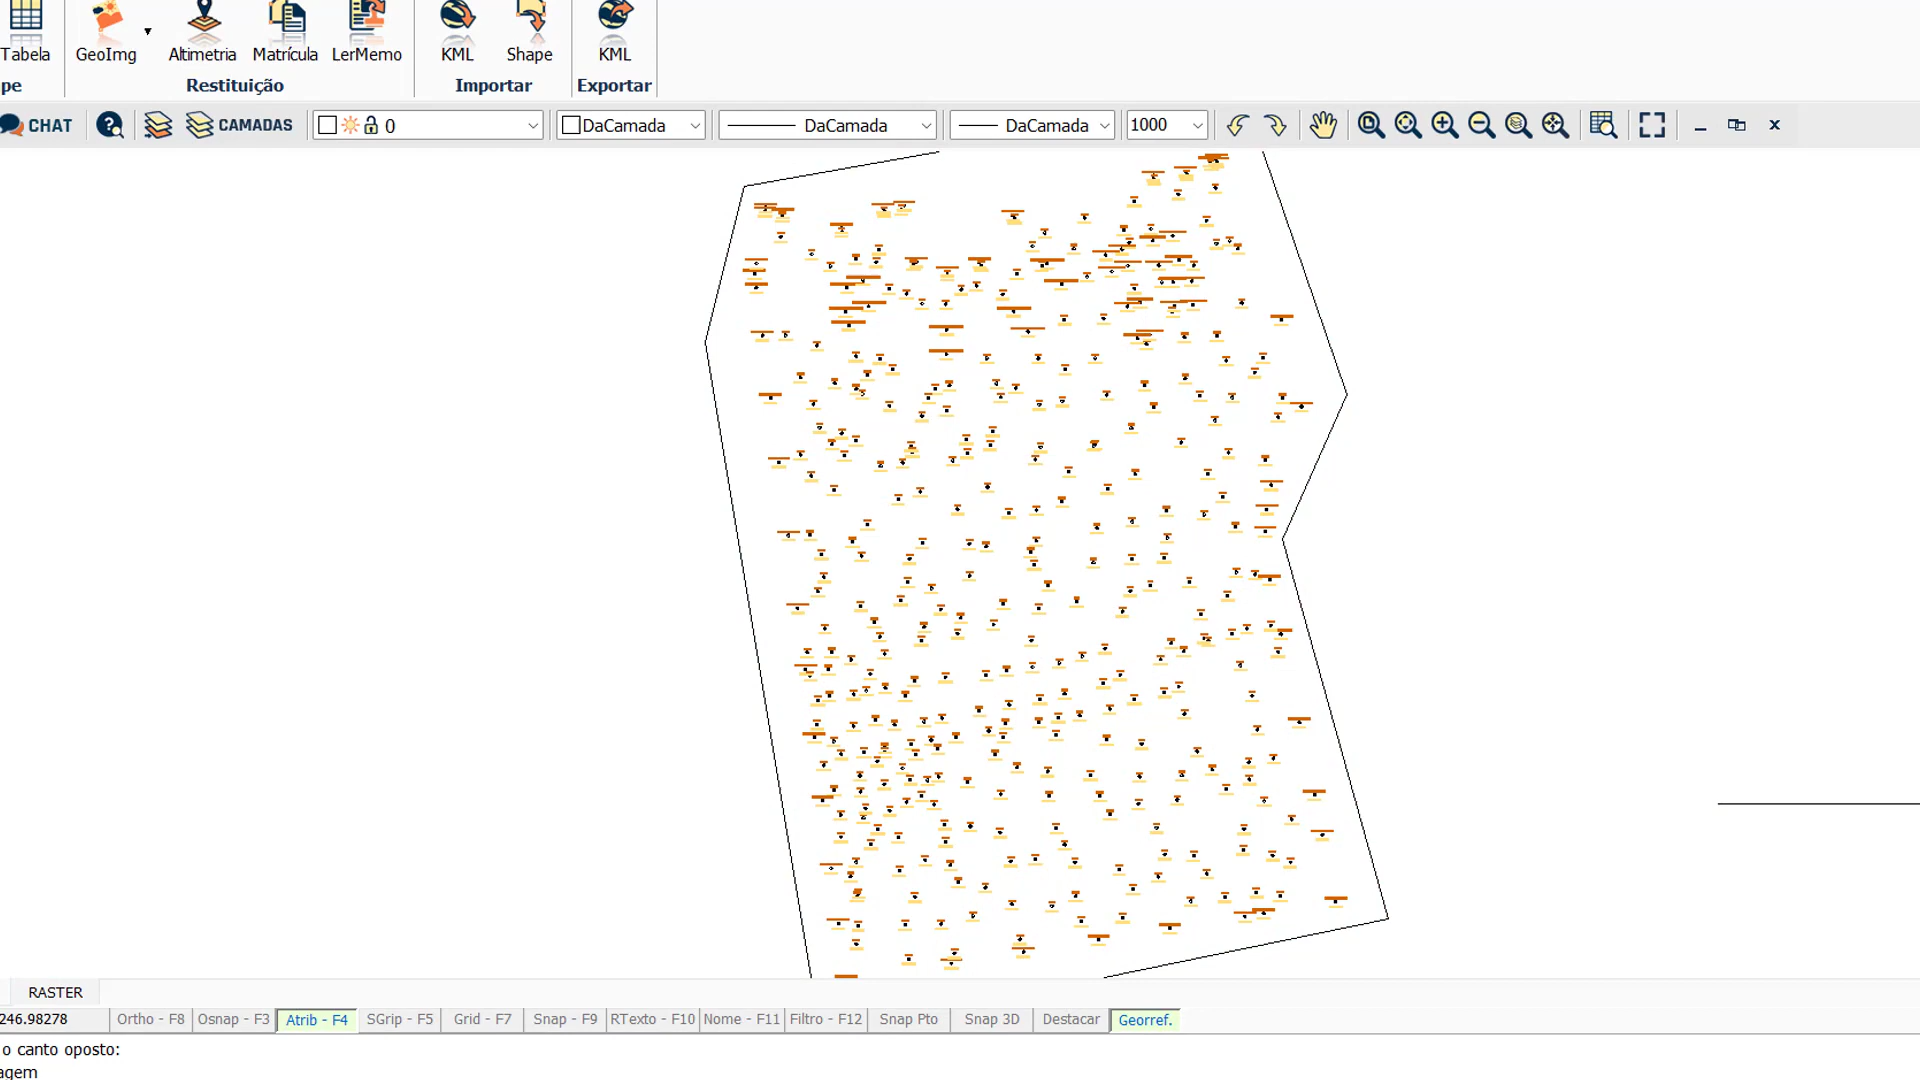 Tabela GeoImg Altimetria Matrícula LerMemo KML Shape KML
pe Restituição Importar Exportar
CHAT CAMADAS 0 DaCamada DaCamada DaCamada 1000
RASTER
246.98278 Ortho - F8 Osnap - F3 Atrib - F4 SGrip - F5 Grid - F7 Snap - F9 RTexto - F10 Nome - F11 Filtro - F12 Snap Pto Snap 3D Destacar Georref.
o canto oposto:
agem